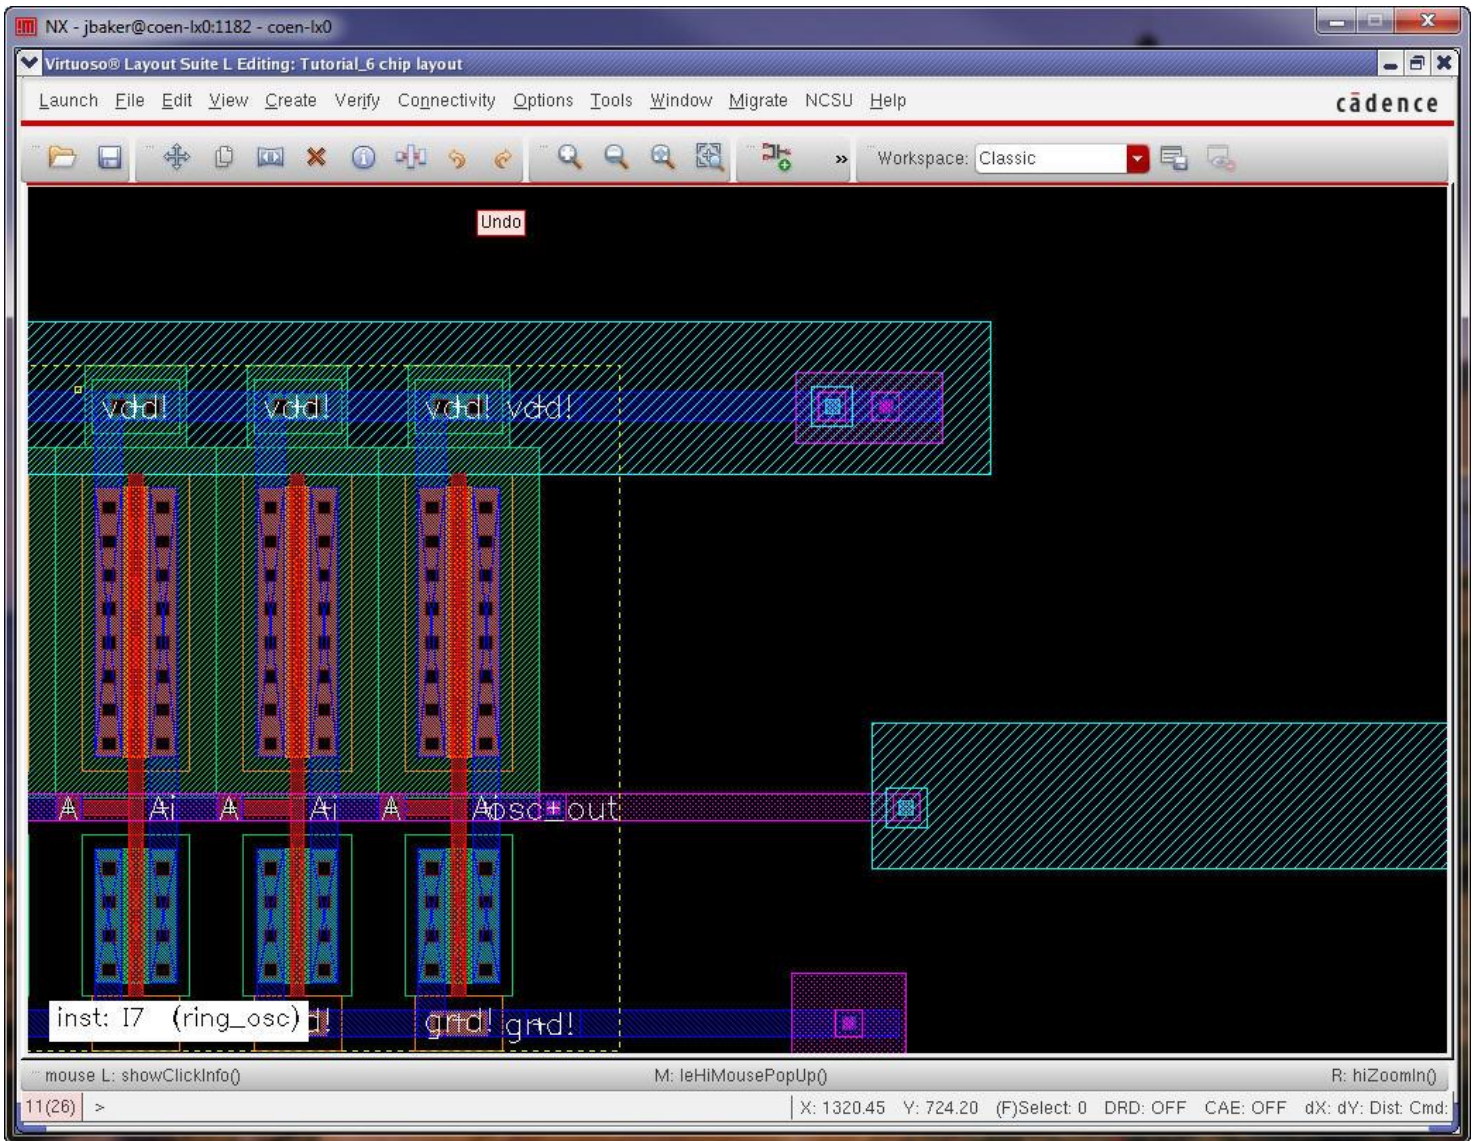 NX - jbaker@coen-lx0:1182 - coen-lx0
Virtuoso® Layout Suite L Editing: Tutorial_6 chip layout
Launch File Edit View Create Verify Connectivity Options Tools Window Migrate NCSU Help cādence
» Workspace: Classic
Undo
vdd! vdd! vdd! vdd!
A Ai A Ai A Ai osc_out
inst: I7 (ring_osc) d! gnd! gnd!
mouse L: showClickInfo() M: leHiMousePopUp() R: hiZoomIn()
11(26) > X: 1320.45 Y: 724.20 (F)Select: 0 DRD: OFF CAE: OFF dX: dY: Dist: Cmd: